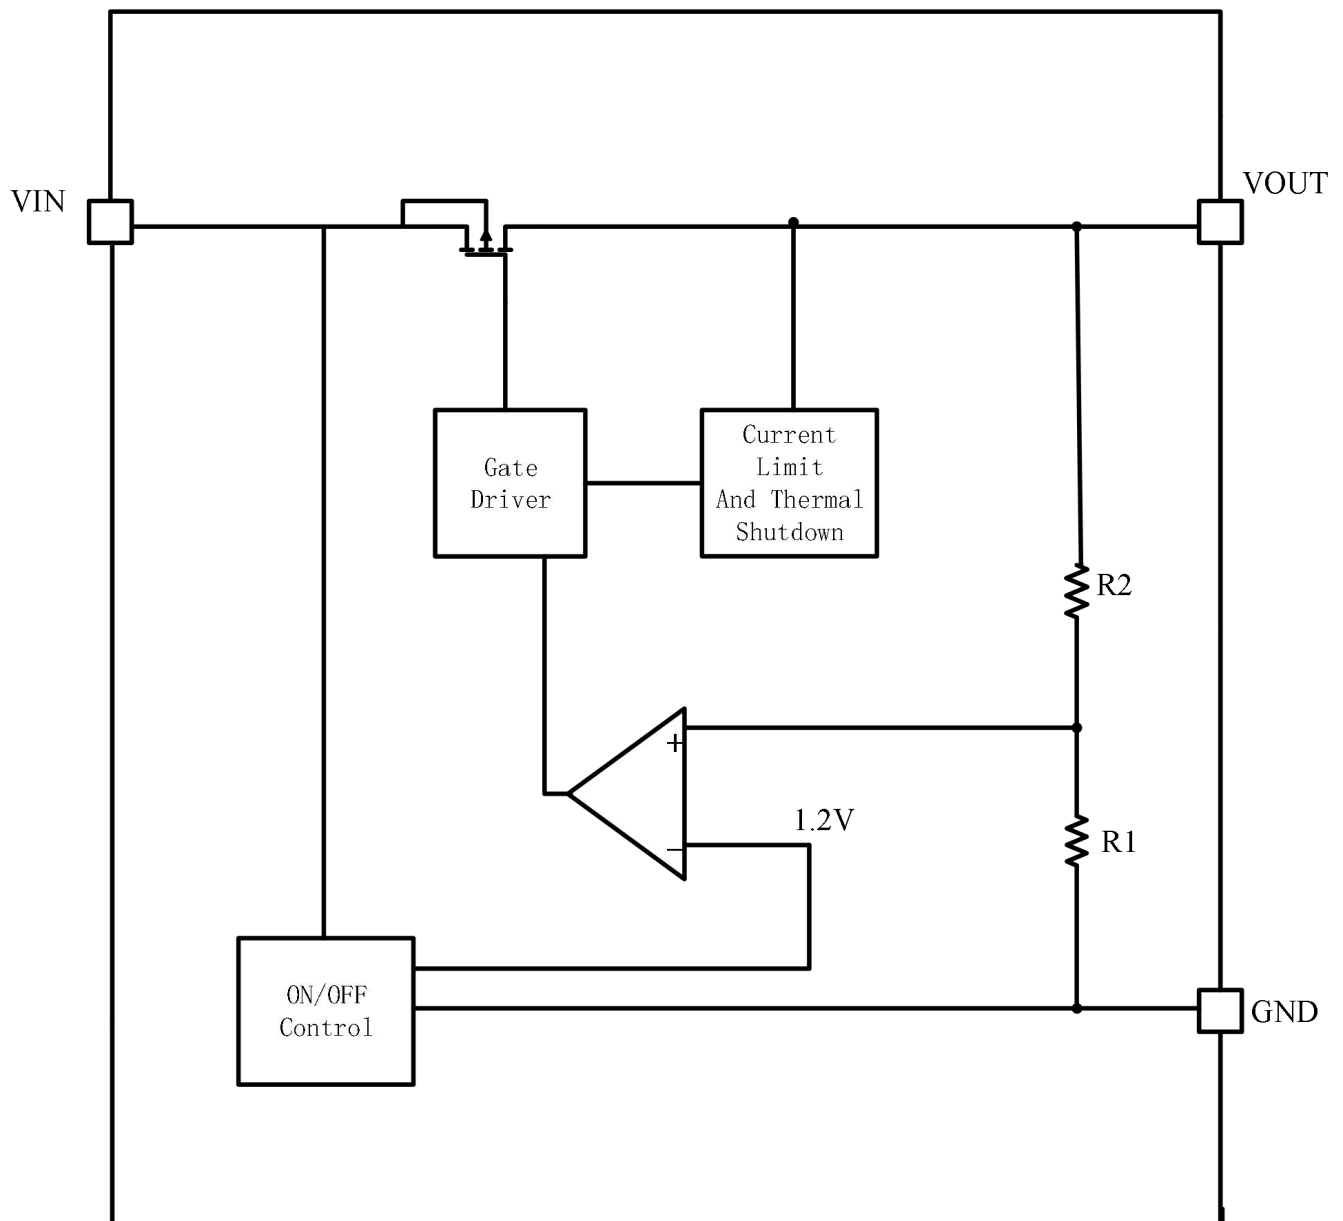 VIN
VOUT
Gate
Driver
Current
Limit
And Thermal
Shutdown
R2
+
1.2V
−
R1
ON/OFF
Control
GND